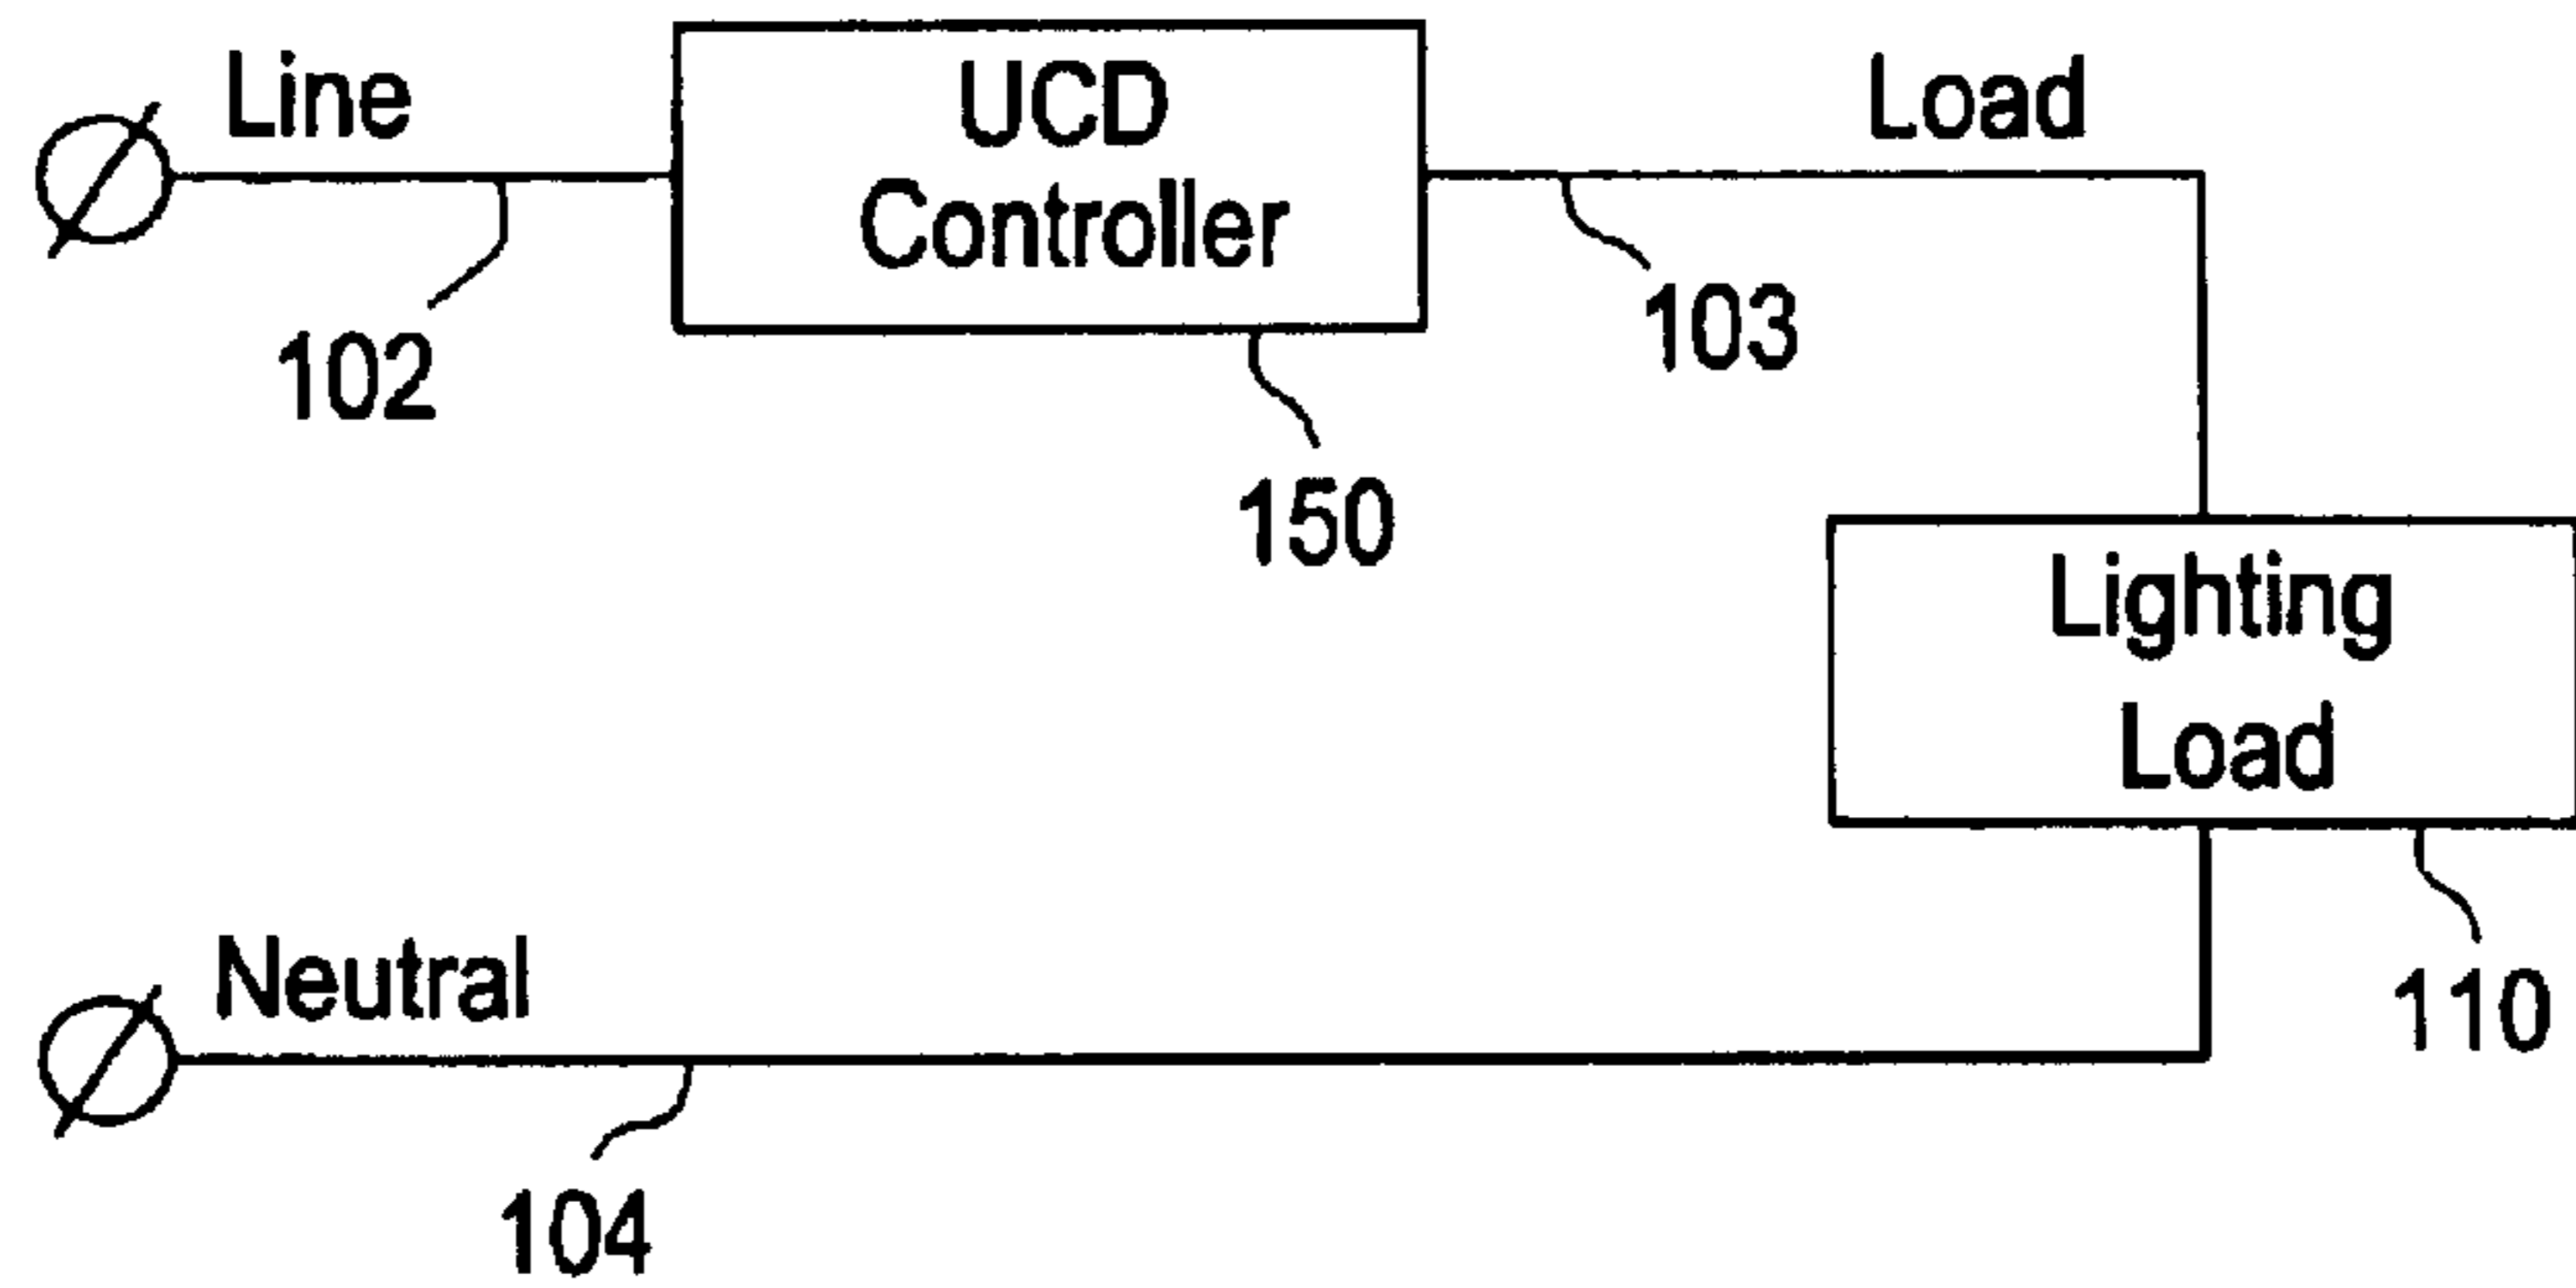 Line
UCD
Controller
Load
102
103
150
Lighting
Load
110
Neutral
104